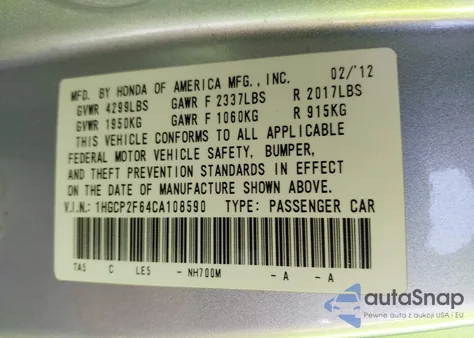 MFD. BY HONDA OF AMERICA MFG., INC. 02/'12
GVWR 4299LBS GAWR F 2337LBS R 2017LBS
GVWR 1950KG GAWR F 1060KG R 915KG
THIS VEHICLE CONFORMS TO ALL APPLICABLE
FEDERAL MOTOR VEHICLE SAFETY, BUMPER,
AND THEFT PREVENTION STANDARDS IN EFFECT
ON THE DATE OF MANUFACTURE SHOWN ABOVE.
V.I.N.: 1HGCP2F64CA108590 TYPE: PASSENGER CAR
TA5 C LE5 - NH700M - A - A
autoSnap
Pewne auta z aukcji USA i EU